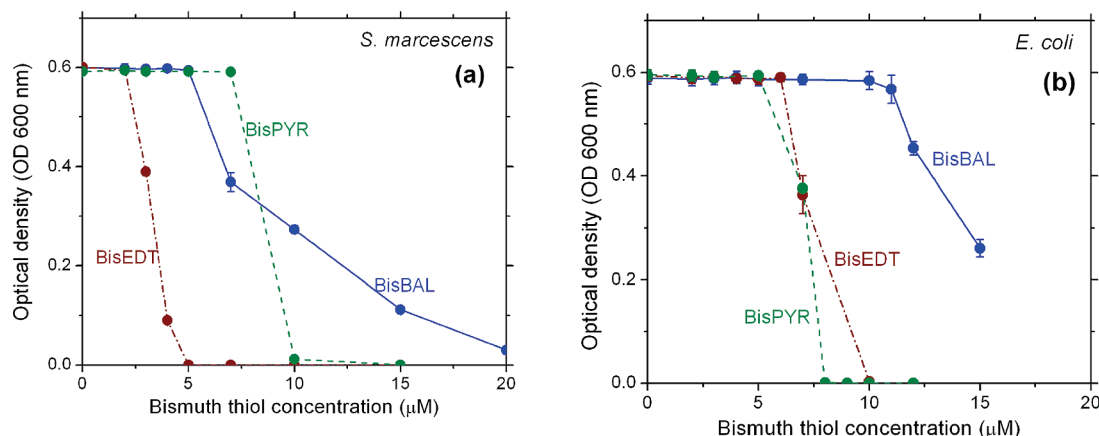 S. marcescens
(a)
0.6
0.4
0.2
0.0
Optical density (OD 600 nm)
BisPYR
BisEDT
BisBAL
0 5 10 15 20
Bismuth thiol concentration (μM)
E. coli
(b)
0.6
0.4
0.2
0.0
Optical density (OD 600 nm)
BisBAL
BisEDT
BisPYR
0 5 10 15 20
Bismuth thiol concentration (μM)